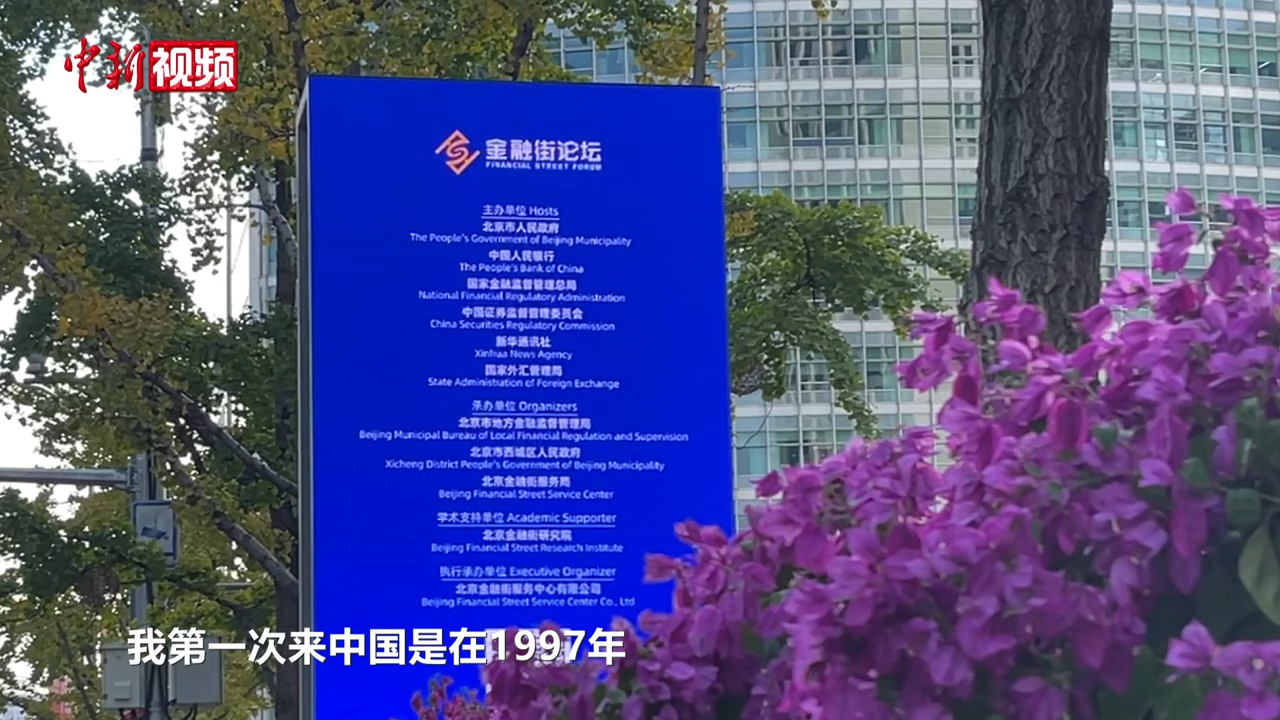 中新视频
金融街论坛
FINANCIAL STREET FORUM
主办单位 Hosts
北京市人民政府
The People's Government of Beijing Municipality
中国人民银行
The People's Bank of China
国家金融监督管理总局
National Financial Regulatory Administration
中国证券监督管理委员会
China Securities Regulatory Commission
新华通讯社
Xinhua News Agency
国家外汇管理局
State Administration of Foreign Exchange
承办单位 Organizers
北京市地方金融监督管理局
Beijing Municipal Bureau of Local Financial Regulation and Supervision
北京市西城区人民政府
Xicheng District People's Government of Beijing Municipality
北京金融街服务局
Beijing Financial Street Service Center
学术支持单位 Academic Supporter
北京金融街研究院
Beijing Financial Street Research Institute
执行承办单位 Executive Organizer
北京金融街服务中心有限公司
Beijing Financial Street Service Center Co., Ltd
我第一次来中国是在1997年